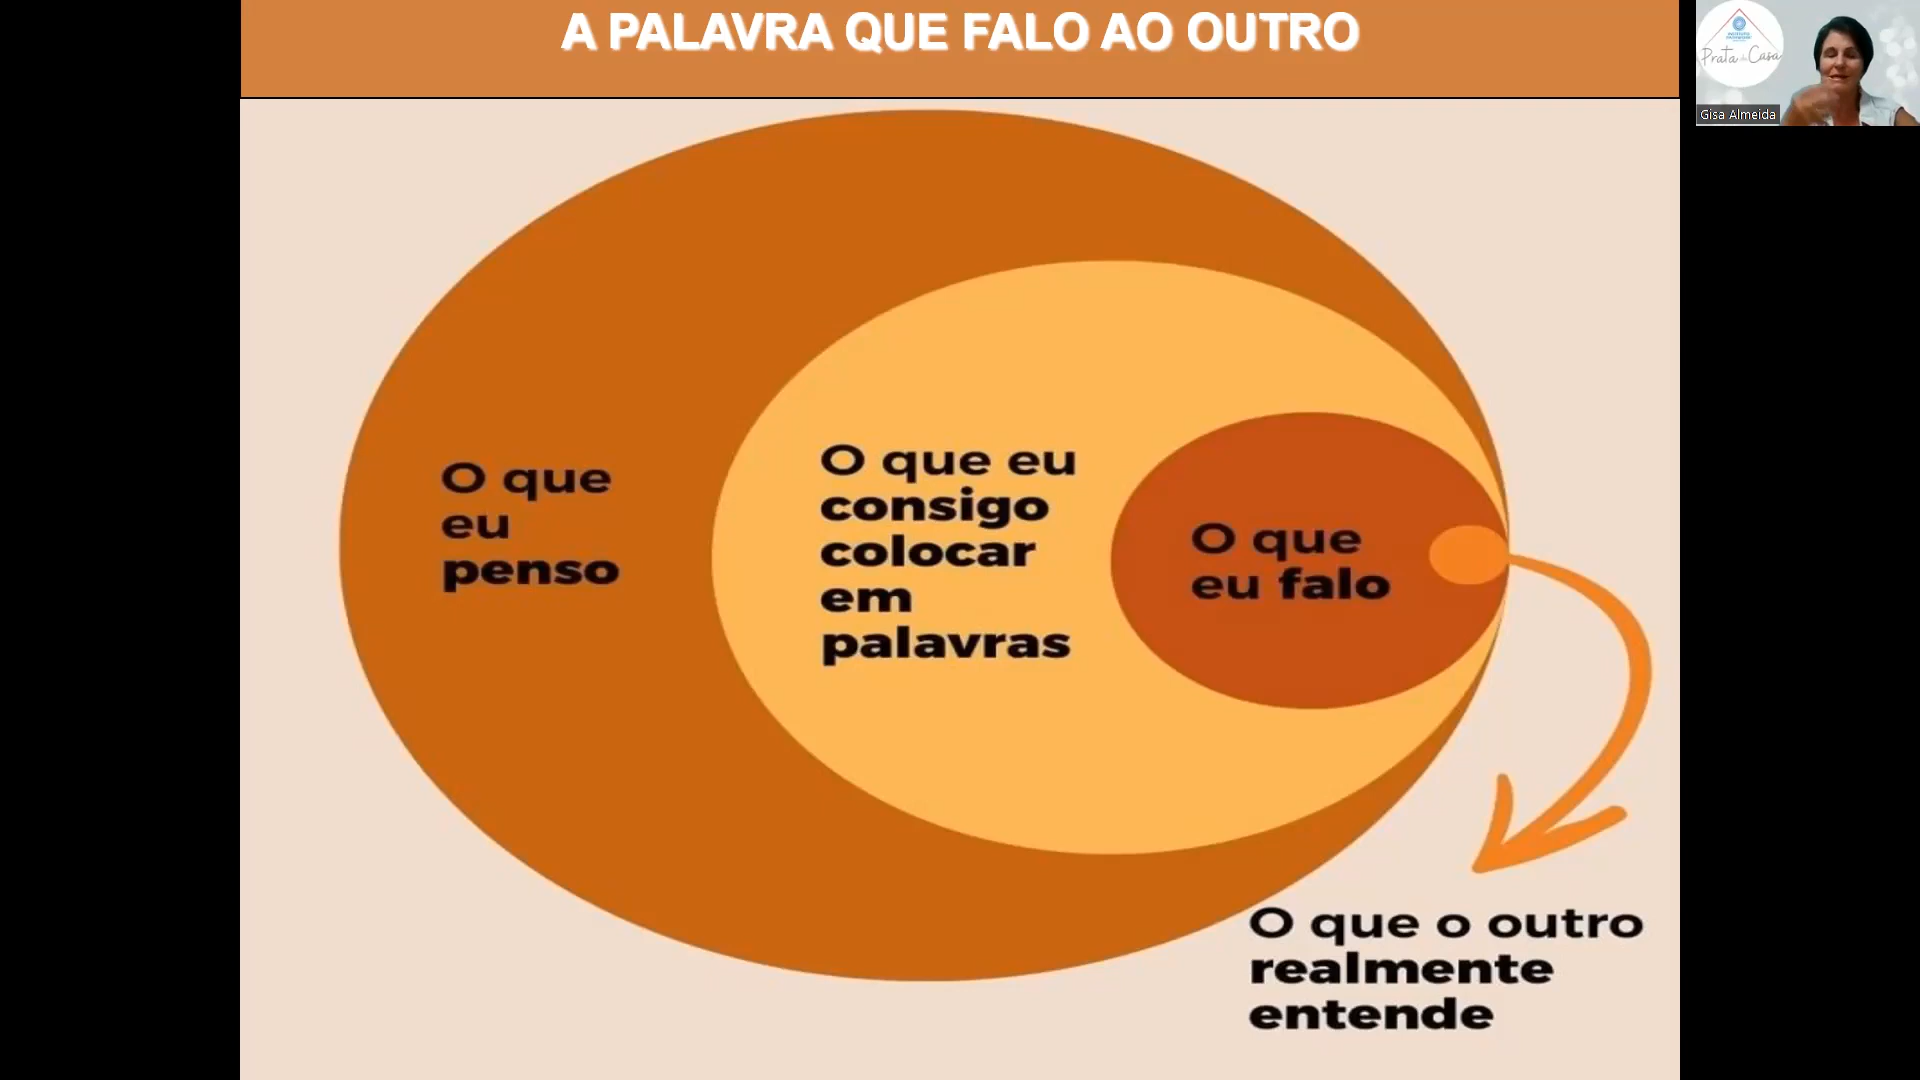 A PALAVRA QUE FALO AO OUTRO
Prata da Casa
Gisa Almeida
O que
eu
penso
O que eu
consigo
colocar
em
palavras
O que
eu falo
O que o outro
realmente
entende